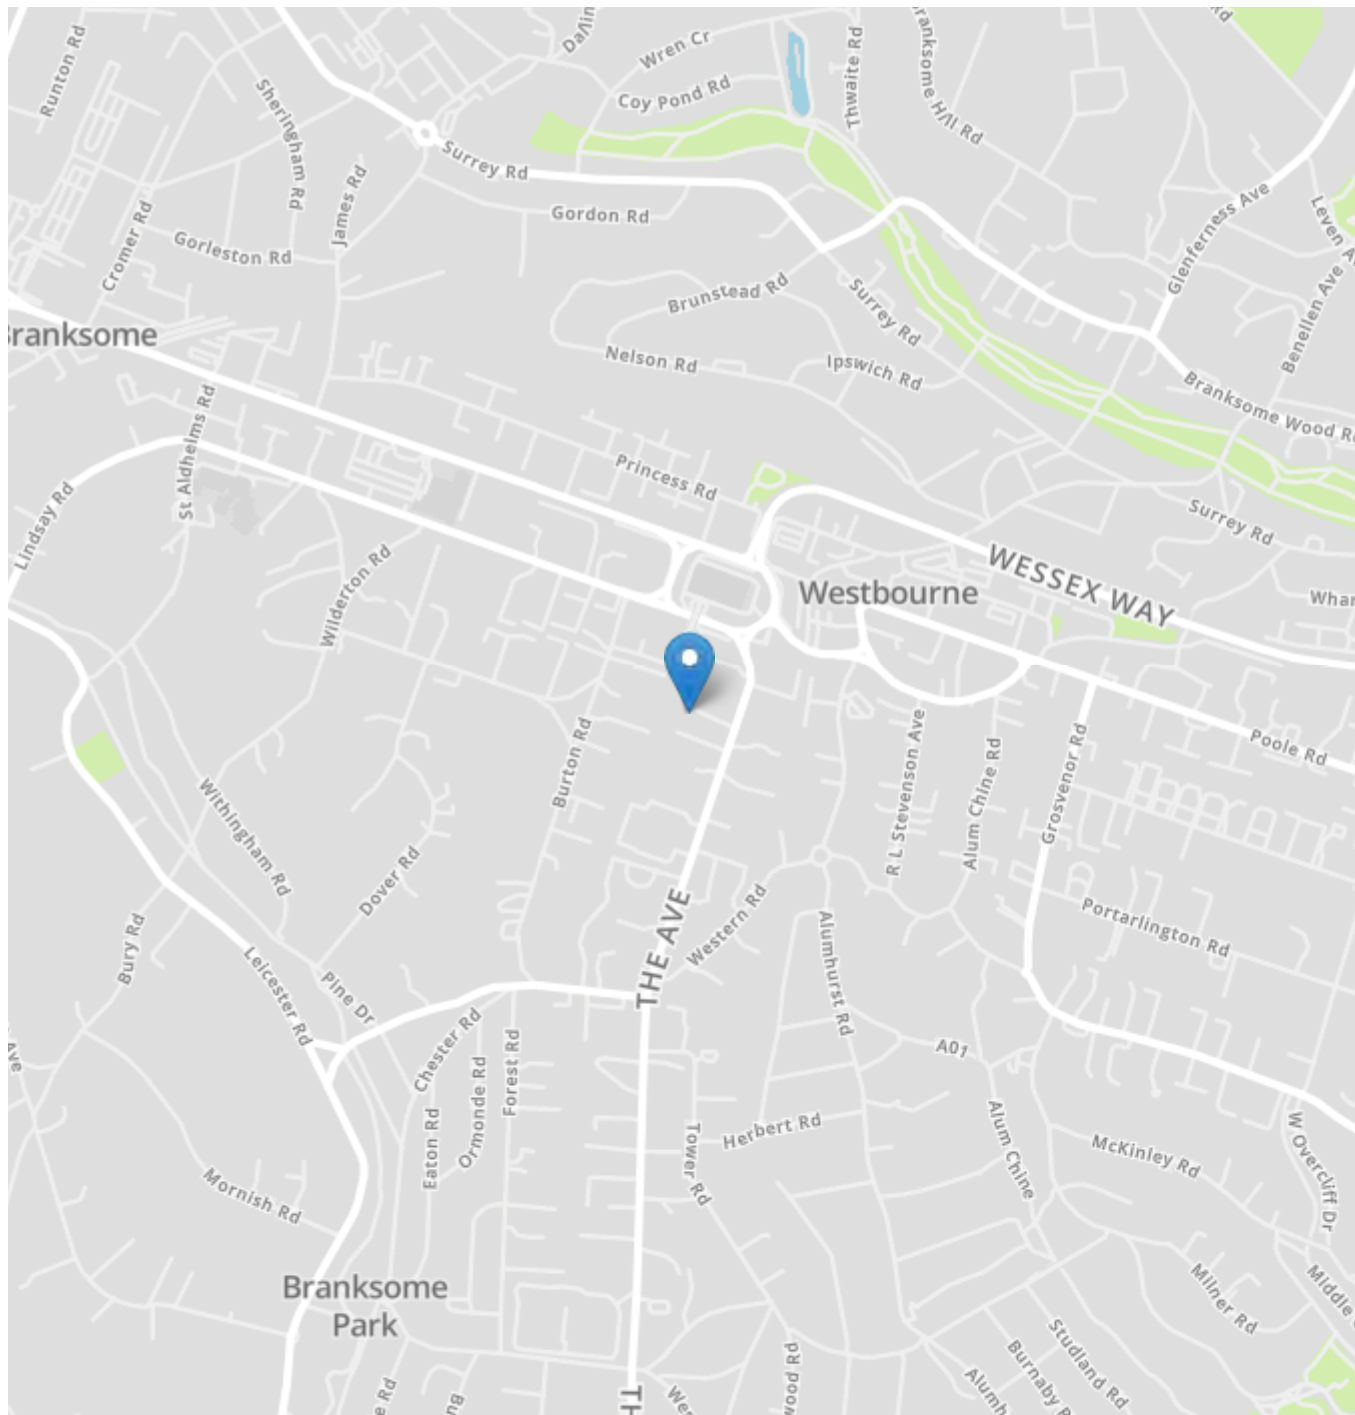 Runton Rd
Wren Cr
Coy Pond Rd
Thwaite Rd
Sheringham Rd
Surrey Rd
James Rd
Gordon Rd
Glenferness Ave
Cromer Rd
Gorleston Rd
Brunstead Rd
Surrey Rd
Benellen Ave
Nelson Rd
Ipswich Rd
Branksome Wood
St Aldhelms Rd
Princess Rd
Lindsay Rd
Surrey Rd
Wilderton Rd
WESSEX WAY
Westbourne
Burton Rd
R L Stevenson Ave
Alum Chine Rd
Grosvenor Rd
Poole Rd
Withingham Rd
Dover Rd
THE AVE
Western Rd
Portarlington Rd
Bury Rd
Alumhurst Rd
Leicester Rd
Pine Dr
Chester Rd
Forest Rd
Ormonde Rd
Eaton Rd
Ave
Alum Chine
Herbert Rd
Tower Rd
McKinley Rd
W Overcliff Dr
Mornish Rd
Branksome
Park
Milner Rd
Middle
Studland Rd
Burnaby